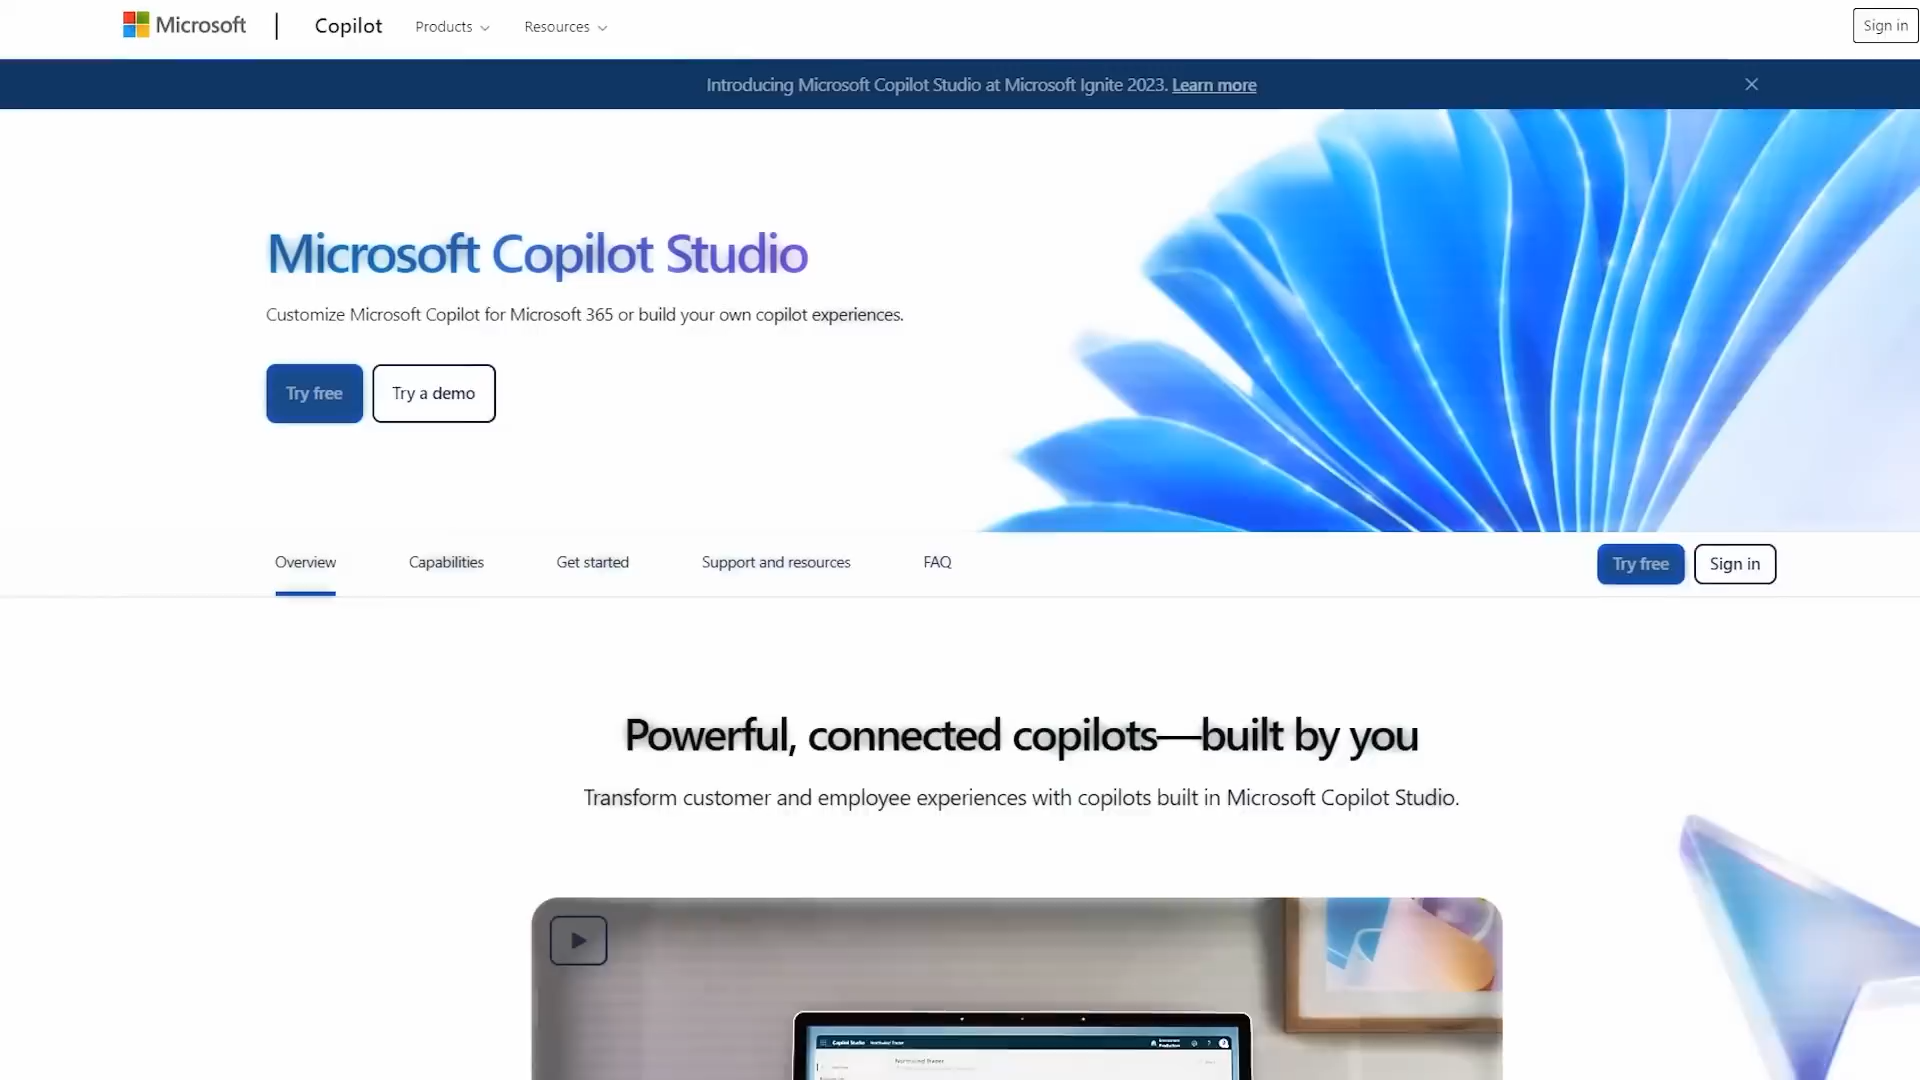 Microsoft
Copilot
Products
Resources
Sign in
Introducing Microsoft Copilot Studio at Microsoft Ignite 2023. Learn more
Microsoft Copilot Studio
Customize Microsoft Copilot for Microsoft 365 or build your own copilot experiences.
Try free
Try a demo
Overview
Capabilities
Get started
Support and resources
FAQ
Try free
Sign in
Powerful, connected copilots—built by you
Transform customer and employee experiences with copilots built in Microsoft Copilot Studio.
Copilot Studio